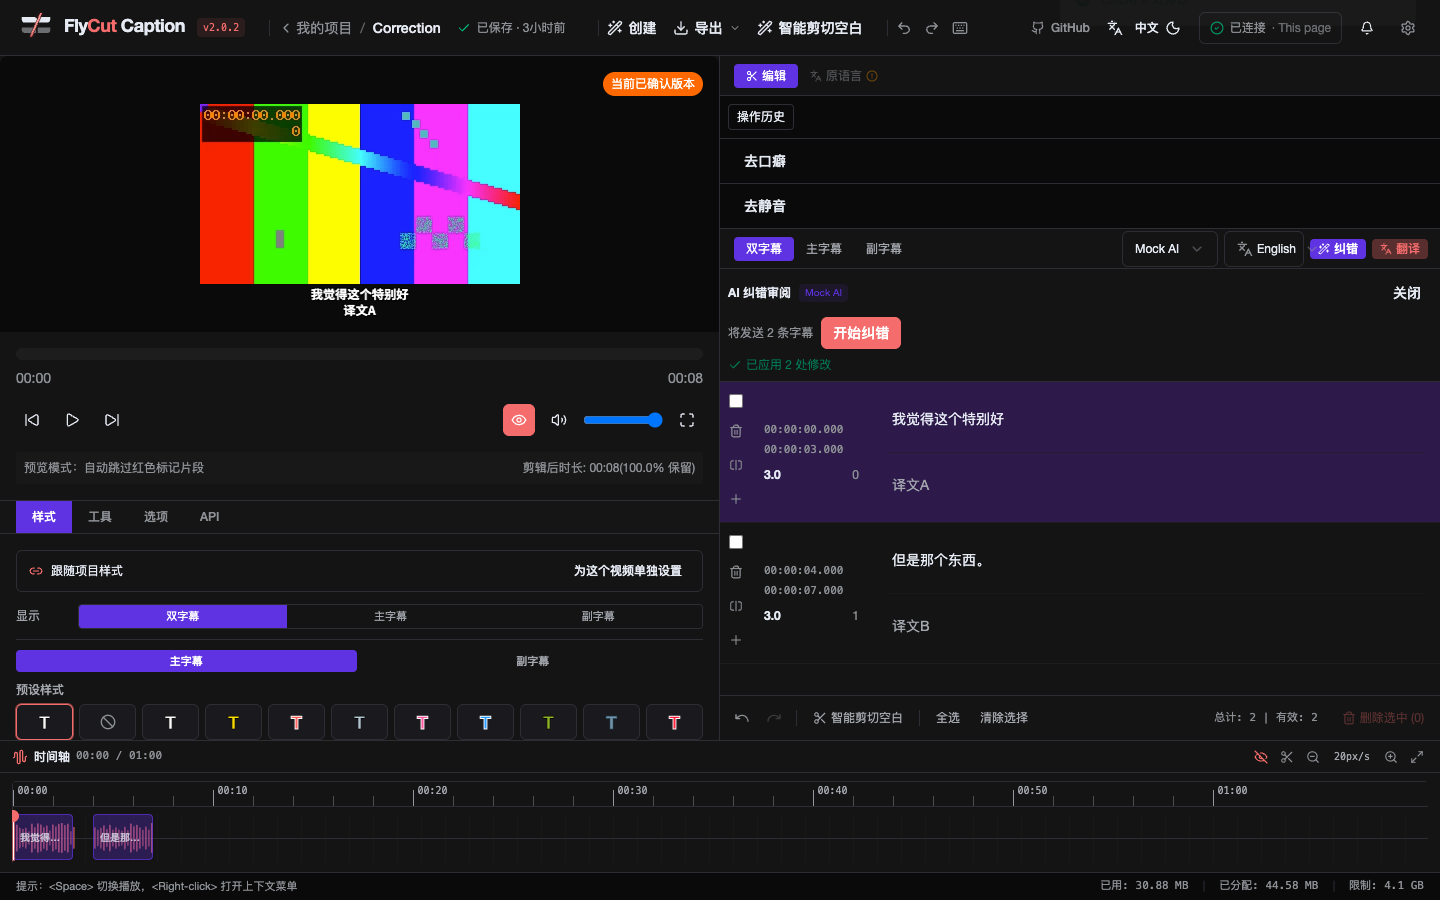 FlyCut Caption v2.0.2 我的项目 / Correction 已保存 · 3小时前 创建 导出 智能剪切空白 GitHub 中文 已连接 · This page
当前已确认版本
00:00:00.000
0
我觉得这个特别好
译文A
00:00 00:08
预览模式：自动跳过红色标记片段 剪辑后时长: 00:08(100.0% 保留)
样式 工具 选项 API
跟随项目样式 为这个视频单独设置
显示 双字幕 主字幕 副字幕
主字幕 副字幕
预设样式
T T T T T T T T T T
编辑 原语言
操作历史
去口癖
去静音
双字幕 主字幕 副字幕 Mock AI English 纠错 翻译
AI 纠错审阅 Mock AI 关闭
将发送 2 条字幕 开始纠错
已应用 2 处修改
我觉得这个特别好
00:00:00.000
00:00:03.000
3.0 0
译文A
但是那个东西。
00:00:04.000
00:00:07.000
3.0 1
译文B
智能剪切空白 全选 清除选择 总计: 2 | 有效: 2 删除选中 (0)
时间轴 00:00 / 01:00 20px/s
00:00 00:10 00:20 00:30 00:40 00:50 01:00
我觉得... 但是那...
提示：<Space> 切换播放，<Right-click> 打开上下文菜单 已用: 30.88 MB 已分配: 44.58 MB 限制: 4.1 GB